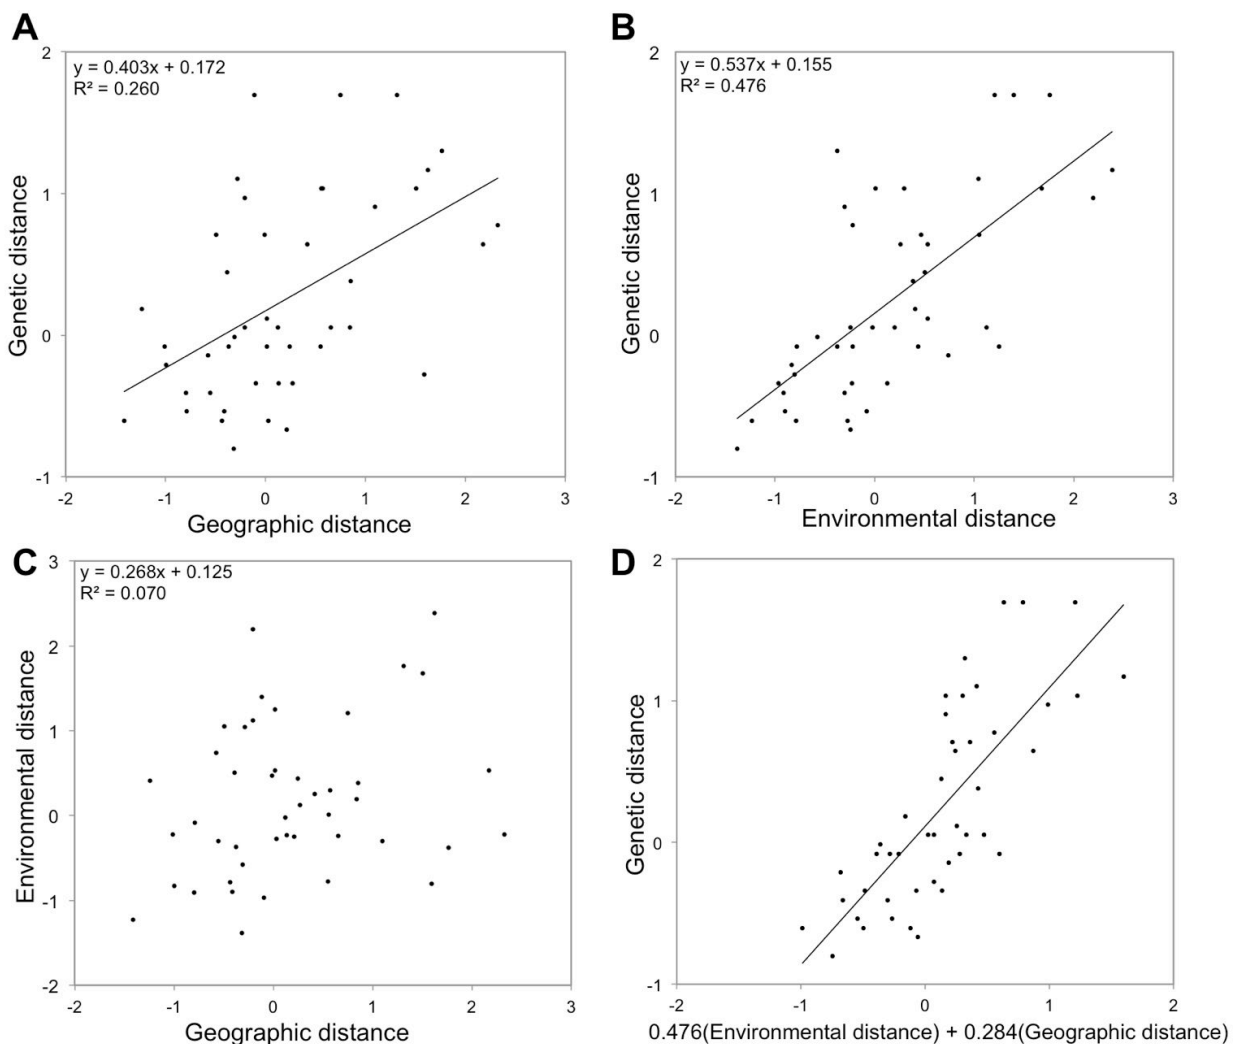 A
y = 0.403x + 0.172
R² = 0.260
2
1
0
-1
Genetic distance
-2 -1 0 1 2 3
Geographic distance
B
y = 0.537x + 0.155
R² = 0.476
2
1
0
-1
Genetic distance
-2 -1 0 1 2 3
Environmental distance
C
y = 0.268x + 0.125
R² = 0.070
3
2
1
0
-1
-2
Environmental distance
-2 -1 0 1 2 3
Geographic distance
D
2
1
0
-1
Genetic distance
-2 -1 0 1 2
0.476(Environmental distance) + 0.284(Geographic distance)